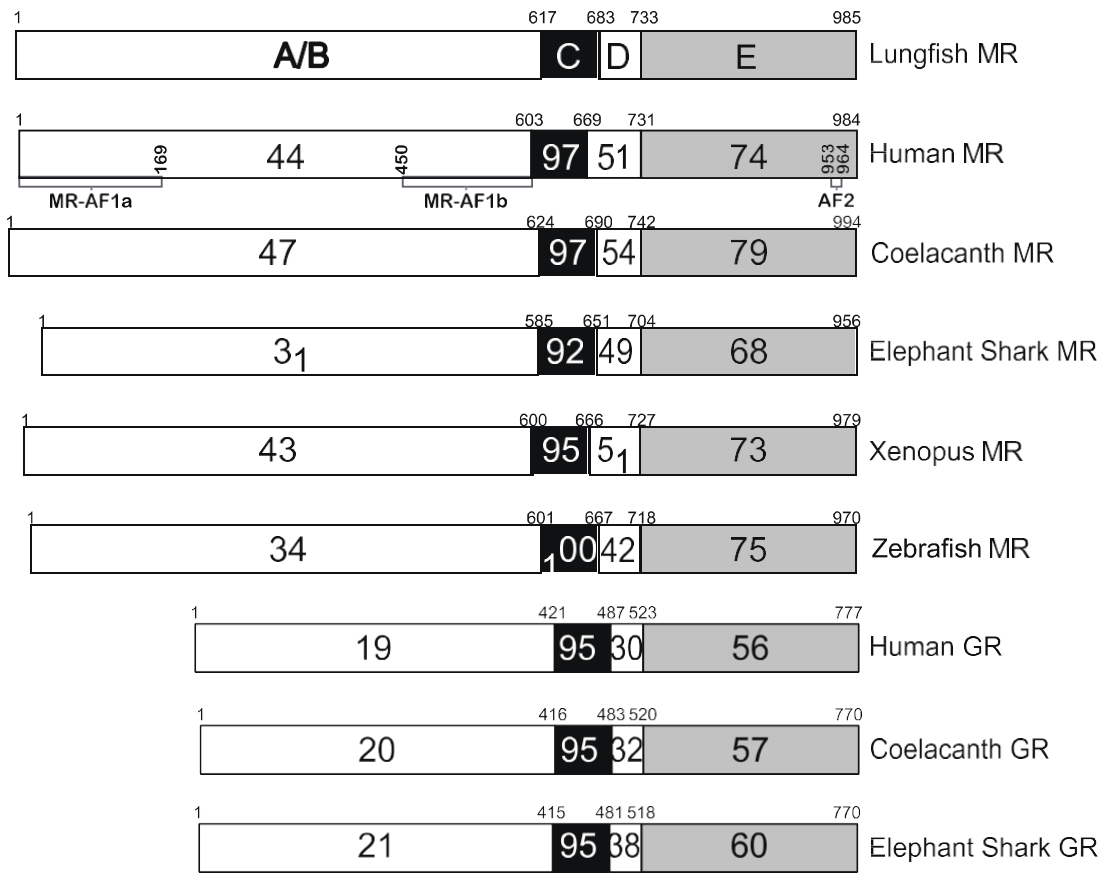 1 617 683 733 985
A/B C D E Lungfish MR
1 603 669 731 984
169 44 450 97 51 74 953 964 Human MR
MR-AF1a MR-AF1b AF2
1 624 690 742 994
47 97 54 79 Coelacanth MR
1 585 651 704 956
31 92 49 68 Elephant Shark MR
1 600 666 727 979
43 95 51 73 Xenopus MR
1 601 667 718 970
34 100 42 75 Zebrafish MR
1 421 487 523 777
19 95 30 56 Human GR
1 416 483 520 770
20 95 32 57 Coelacanth GR
1 415 481 518 770
21 95 38 60 Elephant Shark GR